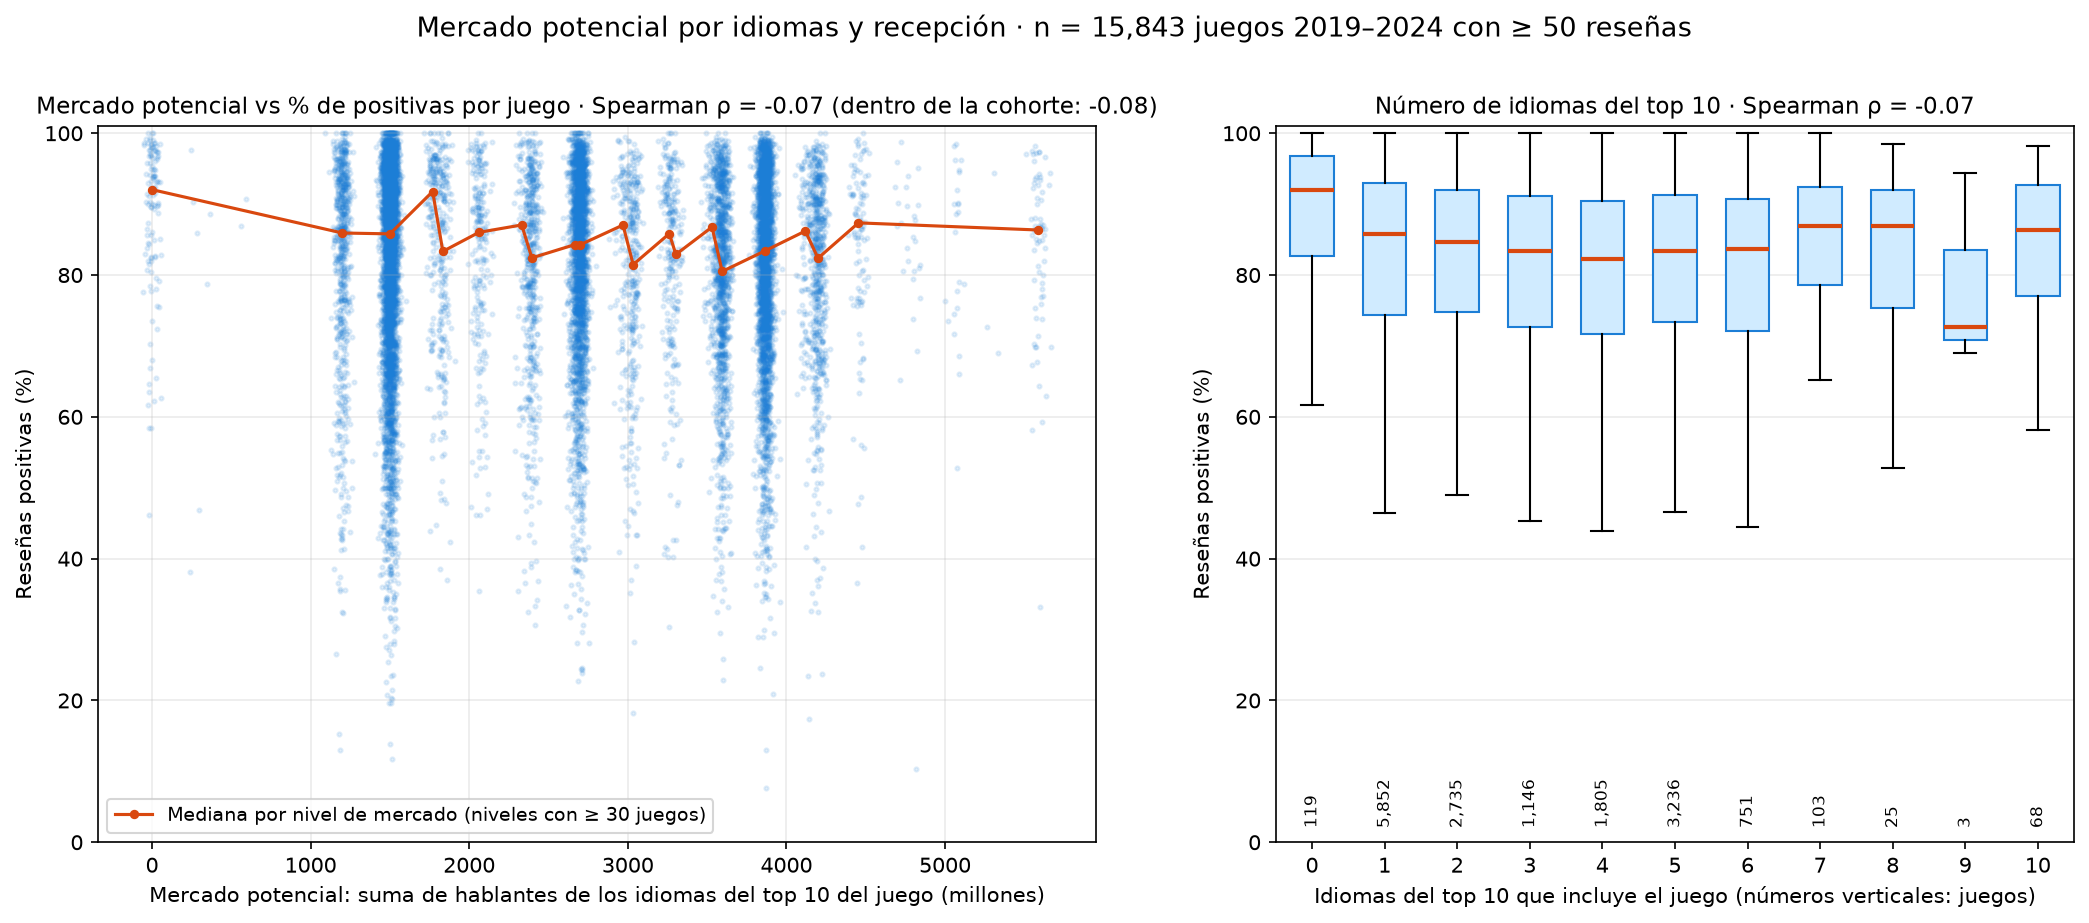 Mercado potencial por idiomas y recepción · n = 15,843 juegos 2019–2024 con ≥ 50 reseñas
Mercado potencial vs % de positivas por juego · Spearman ρ = -0.07 (dentro de la cohorte: -0.08)
Reseñas positivas (%)
100
80
60
40
20
0
Mediana por nivel de mercado (niveles con ≥ 30 juegos)
0 1000 2000 3000 4000 5000
Mercado potencial: suma de hablantes de los idiomas del top 10 del juego (millones)
Número de idiomas del top 10 · Spearman ρ = -0.07
Reseñas positivas (%)
100
80
60
40
20
0
119 5,852 2,735 1,146 1,805 3,236 751 103 25 3 68
0 1 2 3 4 5 6 7 8 9 10
Idiomas del top 10 que incluye el juego (números verticales: juegos)